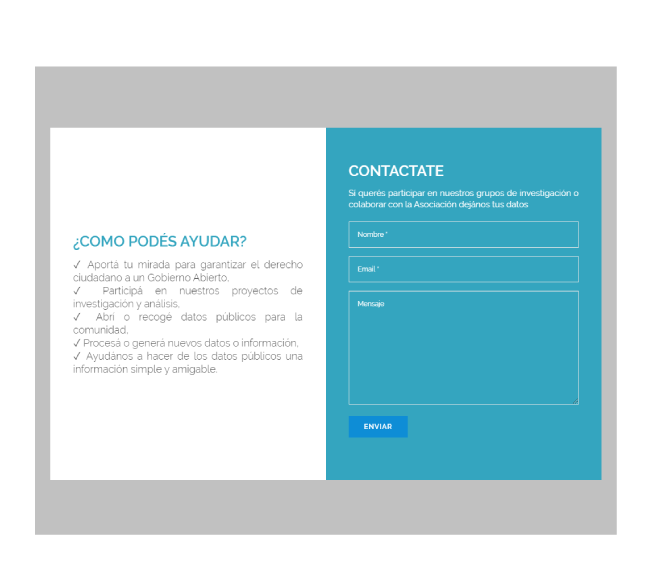 ¿COMO PODÉS AYUDAR?
✓ Aportá tu mirada para garantizar el derecho
ciudadano a un Gobierno Abierto.
✓ Participá en nuestros proyectos de
investigación y análisis.
✓ Abrí o recogé datos públicos para la
comunidad.
✓ Procesá o generá nuevos datos o información.
✓ Ayudános a hacer de los datos públicos una
información simple y amigable.
CONTACTATE
Si querés participar en nuestros grupos de investigación o
colaborar con la Asociación dejános tus datos
Nombre *
Email *
Mensaje
ENVIAR